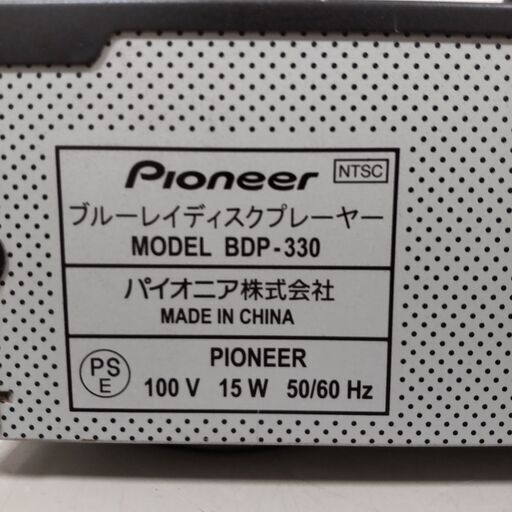 Pioneer NTSC
ブルーレイディスクプレーヤー
MODEL BDP-330
パイオニア株式会社
MADE IN CHINA
PS E
PIONEER
100 V 15 W 50/60 Hz